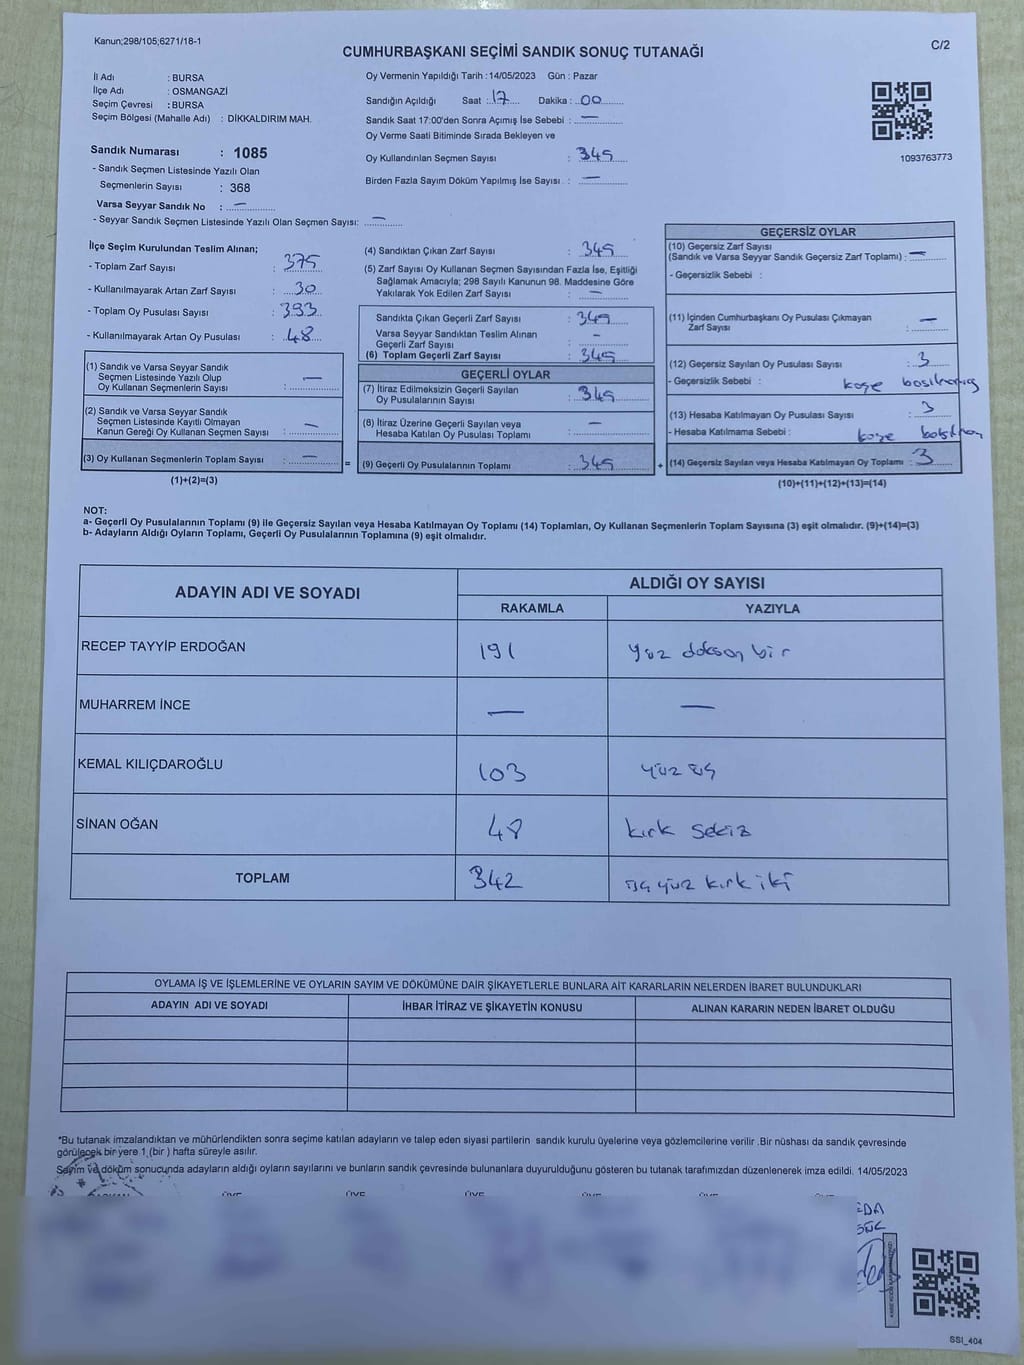 Kanun;298/105;6271/18-1
CUMHURBAŞKANI SEÇİMİ SANDIK SONUÇ TUTANAĞI
C/2
İl Adı : BURSA
İlçe Adı : OSMANGAZİ
Seçim Çevresi : BURSA
Seçim Bölgesi (Mahalle Adı) : DİKKALDIRIM MAH.
Oy Vermenin Yapıldığı Tarih : 14/05/2023 Gün : Pazar
Sandığın Açıldığı Saat : 17 Dakika : 00
Sandık Saat 17:00'den Sonra Açımış İse Sebebi : —
Oy Verme Saati Bitiminde Sırada Bekleyen ve
Oy Kullandırılan Seçmen Sayısı : 345
Birden Fazla Sayım Döküm Yapılmış İse Sayısı : —
1093763773
Sandık Numarası : 1085
- Sandık Seçmen Listesinde Yazılı Olan
Seçmenlerin Sayısı : 368
Varsa Seyyar Sandık No : —
- Seyyar Sandık Seçmen Listesinde Yazılı Olan Seçmen Sayısı: —
İlçe Seçim Kurulundan Teslim Alınan;
- Toplam Zarf Sayısı : 375
- Kullanılmayarak Artan Zarf Sayısı : 30
- Toplam Oy Pusulası Sayısı : 393
- Kullanılmayarak Artan Oy Pusulası : 48
(1) Sandık ve Varsa Seyyar Sandık
Seçmen Listesinde Yazılı Olup
Oy Kullanan Seçmenlerin Sayısı : —
(2) Sandık ve Varsa Seyyar Sandık
Seçmen Listesinde Kayıtlı Olmayan
Kanun Gereği Oy Kullanan Seçmen Sayısı : —
(3) Oy Kullanan Seçmenlerin Toplam Sayısı : —
(1)+(2)=(3)
=
(4) Sandıktan Çıkan Zarf Sayısı : 345
(5) Zarf Sayısı Oy Kullanan Seçmen Sayısından Fazla İse, Eşitliği
Sağlamak Amacıyla; 298 Sayılı Kanunun 98. Maddesine Göre
Yakılarak Yok Edilen Zarf Sayısı : —
Sandıkta Çıkan Geçerli Zarf Sayısı : 345
Varsa Seyyar Sandıktan Teslim Alınan
Geçerli Zarf Sayısı : —
(6) Toplam Geçerli Zarf Sayısı : 345
GEÇERLİ OYLAR
(7) İtiraz Edilmeksizin Geçerli Sayılan
Oy Pusulalarının Sayısı : 345
(8) İtiraz Üzerine Geçerli Sayılan veya
Hesaba Katılan Oy Pusulası Toplamı : —
(9) Geçerli Oy Pusulalarının Toplamı : 345
+
GEÇERSİZ OYLAR
(10) Geçersiz Zarf Sayısı
(Sandık ve Varsa Seyyar Sandık Geçersiz Zarf Toplamı) : —
- Geçersizlik Sebebi :
(11) İçinden Cumhurbaşkanı Oy Pusulası Çıkmayan
Zarf Sayısı : —
(12) Geçersiz Sayılan Oy Pusulası Sayısı : 3
- Geçersizlik Sebebi : köşe
(13) Hesaba Katılmayan Oy Pusulası Sayısı : 3
- Hesaba Katılmama Sebebi : köşe
(14) Geçersiz Sayılan veya Hesaba Katılmayan Oy Toplamı : 3
(10)+(11)+(12)+(13)=(14)
NOT:
a- Geçerli Oy Pusulalarının Toplamı (9) ile Geçersiz Sayılan veya Hesaba Katılmayan Oy Toplamı (14) Toplamları, Oy Kullanan Seçmenlerin Toplam Sayısına (3) eşit olmalıdır. (9)+(14)=(3)
b- Adayların Aldığı Oyların Toplamı, Geçerli Oy Pusulalarının Toplamına (9) eşit olmalıdır.
ADAYIN ADI VE SOYADI
ALDIĞI OY SAYISI
RAKAMLA YAZIYLA
RECEP TAYYİP ERDOĞAN 191 yüz doksan bir
MUHARREM İNCE — —
KEMAL KILIÇDAROĞLU 103 yüz üç
SİNAN OĞAN 48 kırk sekiz
TOPLAM 342 üç yüz kırk iki
OYLAMA İŞ VE İŞLEMLERİNE VE OYLARIN SAYIM VE DÖKÜMÜNE DAİR ŞİKAYETLERLE BUNLARA AİT KARARLARIN NELERDEN İBARET BULUNDUKLARI
ADAYIN ADI VE SOYADI İHBAR İTİRAZ VE ŞİKAYETİN KONUSU ALINAN KARARIN NEDEN İBARET OLDUĞU
*Bu tutanak imzalandıktan ve mühürlendikten sonra seçime katılan adayların ve talep eden siyasi partilerin sandık kurulu üyelerine veya gözlemcilerine verilir .Bir nüshası da sandık çevresinde
görülecek bir yere 1 (bir ) hafta süreyle asılır.
Sayım ve döküm sonucunda adayların aldığı oyların sayılarını ve bunların sandık çevresinde bulunanlara duyurulduğunu gösteren bu tutanak tarafımızdan düzenlenerek imza edildi. 14/05/2023
SSI_404